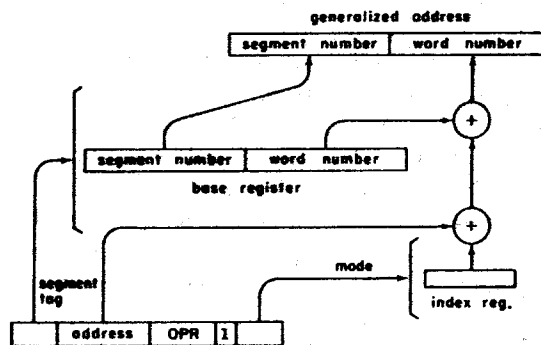 generalized address
segment number word number
+
segment number word number
base register
+
mode
segment
tag
index reg.
address OPR 1